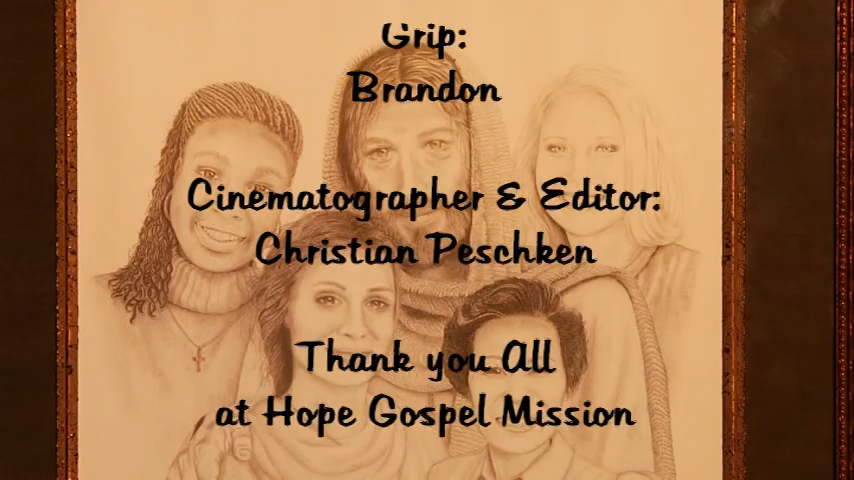 Grip:
Brandon
Cinematographer & Editor:
Christian Peschken
Thank you All
at Hope Gospel Mission